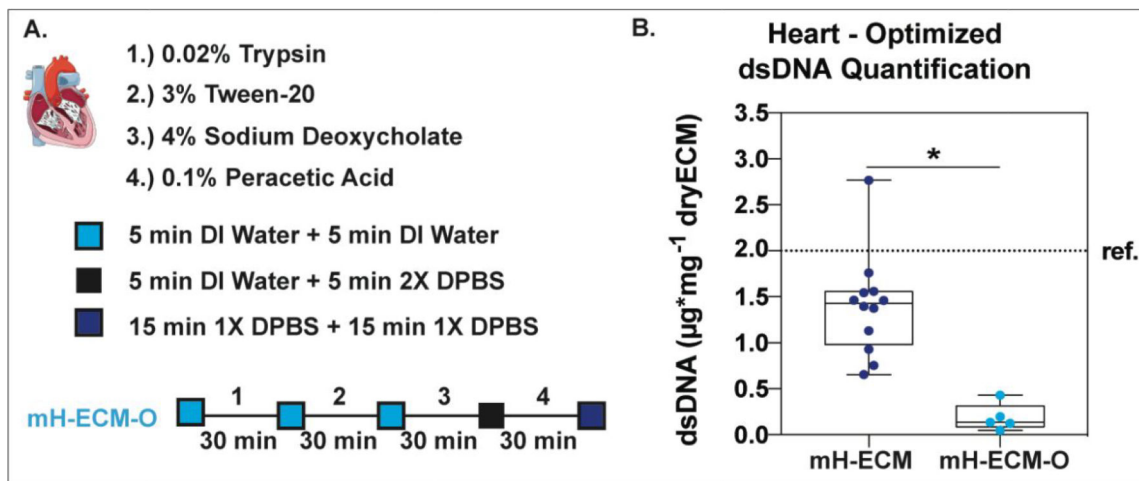 A.
1.) 0.02% Trypsin
2.) 3% Tween-20
3.) 4% Sodium Deoxycholate
4.) 0.1% Peracetic Acid
5 min DI Water + 5 min DI Water
5 min DI Water + 5 min 2X DPBS
15 min 1X DPBS + 15 min 1X DPBS
1 2 3 4
mH-ECM-O
30 min 30 min 30 min 30 min
B.
Heart - Optimized
dsDNA Quantification
dsDNA (µg*mg⁻¹ dryECM)
3.5
3.0
2.5
2.0
1.5
1.0
0.5
0.0
*
ref.
mH-ECM mH-ECM-O